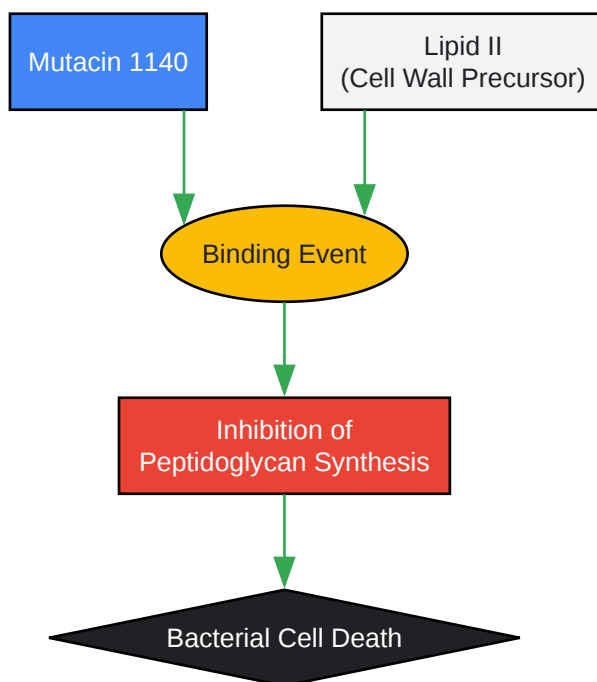 Mutacin 1140
Lipid II
(Cell Wall Precursor)
Binding Event
Inhibition of
Peptidoglycan Synthesis
Bacterial Cell Death